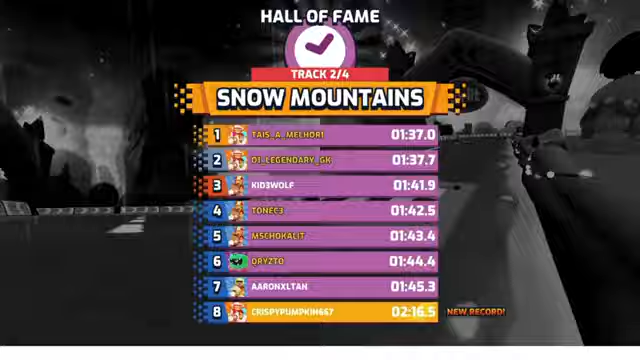 HALL OF FAME
TRACK 2/4
SNOW MOUNTAINS
1 TAIS_A_MELHOR1 01:37.0
2 DJ_LEGENDARY_GK 01:37.7
3 KID3WOLF 01:41.9
4 TONEC3 01:42.5
5 MSCHOKALIT 01:43.4
6 DRYZTO 01:44.4
7 AARONXLTAH 01:45.3
8 CRISPYPUMPKIN667 02:16.5 NEW RECORD!